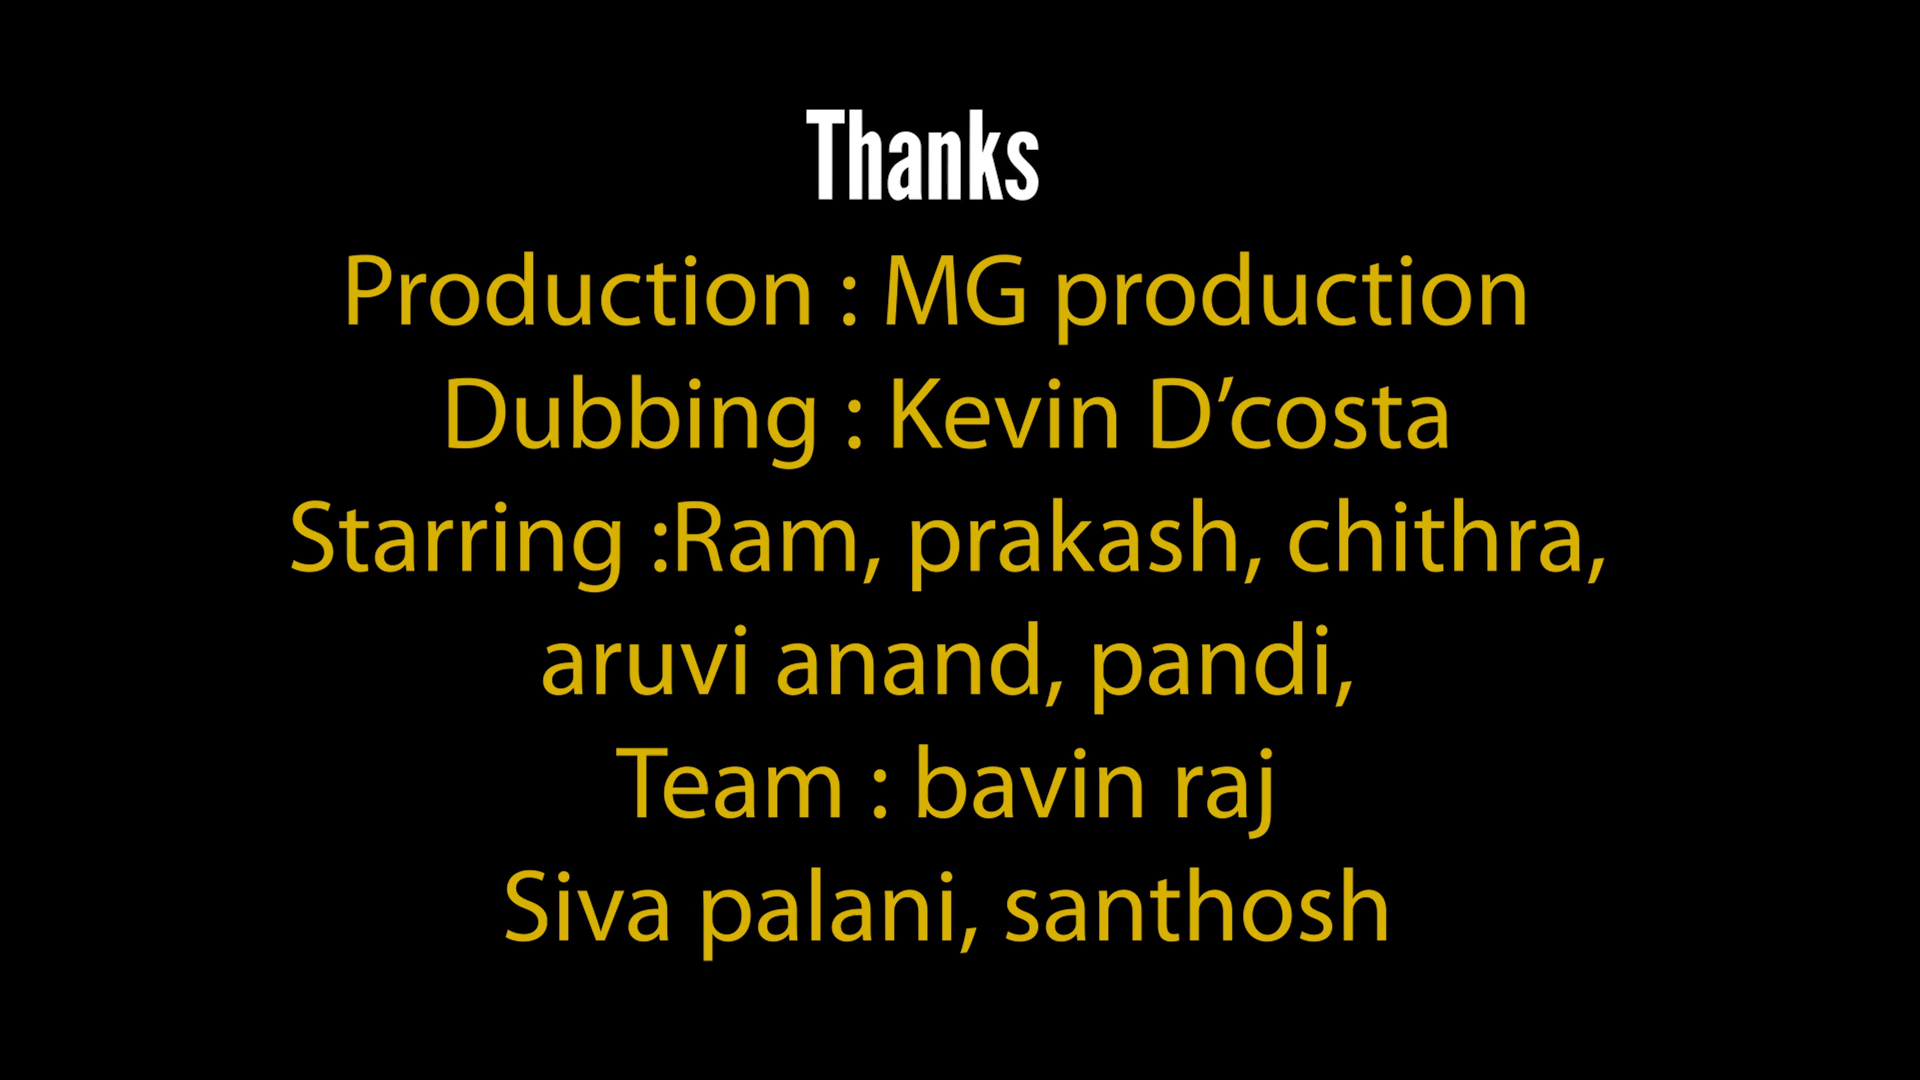 Thanks
Production : MG production
Dubbing : Kevin D’costa
Starring :Ram, prakash, chithra,
aruvi anand, pandi,
Team : bavin raj
Siva palani, santhosh